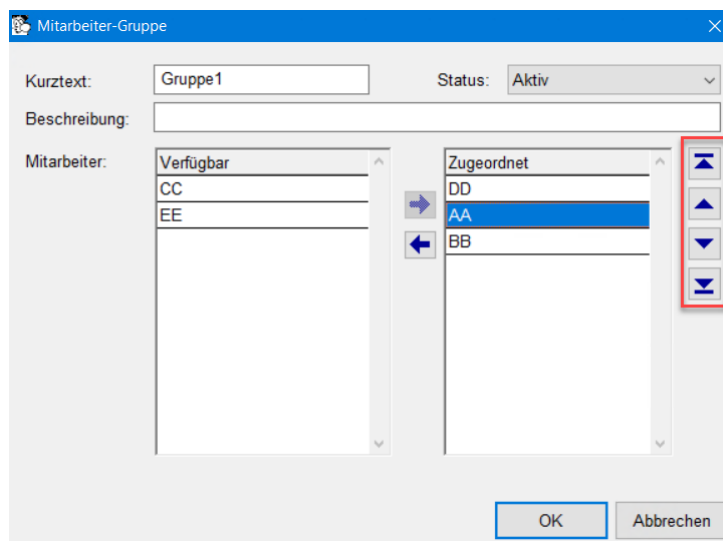 Mitarbeiter-Gruppe
Kurztext: Gruppe1 Status: Aktiv
Beschreibung:
Mitarbeiter: Verfügbar Zugeordnet
CC DD
EE AA
BB
OK Abbrechen